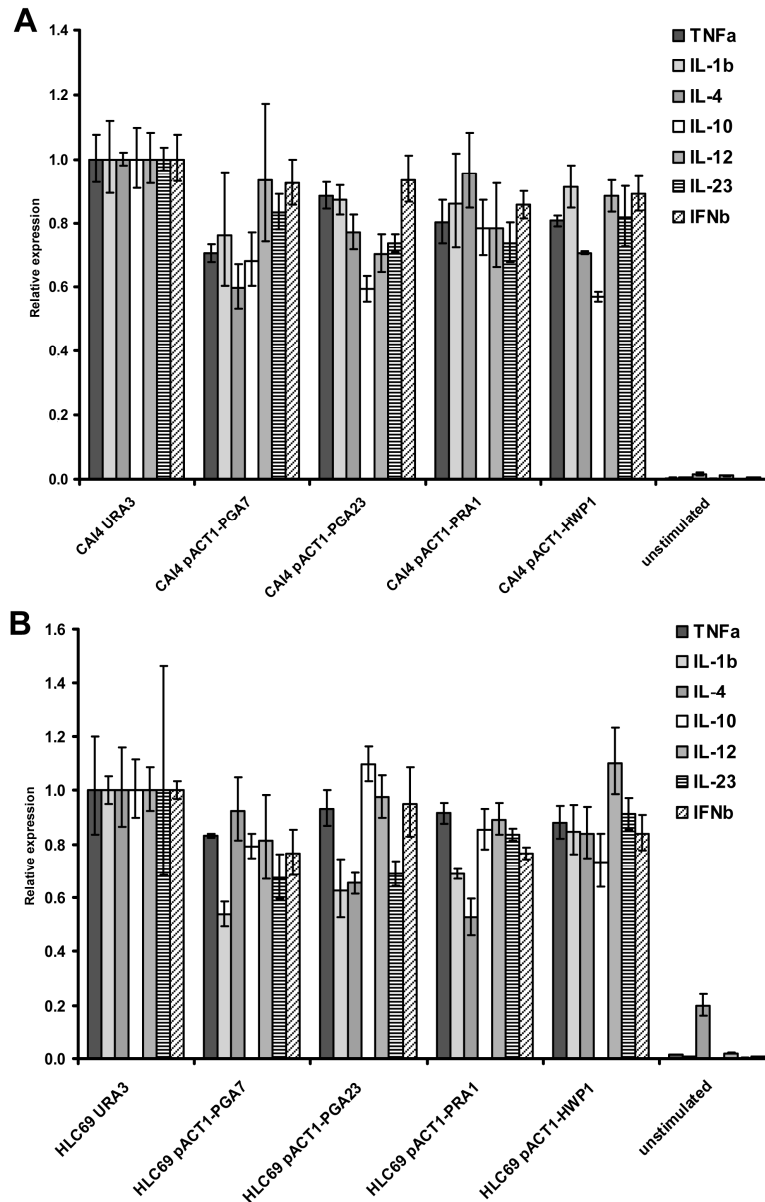 A
1.4
1.2
1.0
0.8
0.6
0.4
0.2
0.0
Relative expression
TNFa
IL-1b
IL-4
IL-10
IL-12
IL-23
IFNb
CAI4 URA3
CAI4 pACT1-PGA7
CAI4 pACT1-PGA23
CAI4 pACT1-PRA1
CAI4 pACT1-HWP1
unstimulated
B
1.6
1.4
1.2
1.0
0.8
0.6
0.4
0.2
0.0
Relative expression
TNFa
IL-1b
IL-4
IL-10
IL-12
IL-23
IFNb
HLC69 URA3
HLC69 pACT1-PGA7
HLC69 pACT1-PGA23
HLC69 pACT1-PRA1
HLC69 pACT1-HWP1
unstimulated